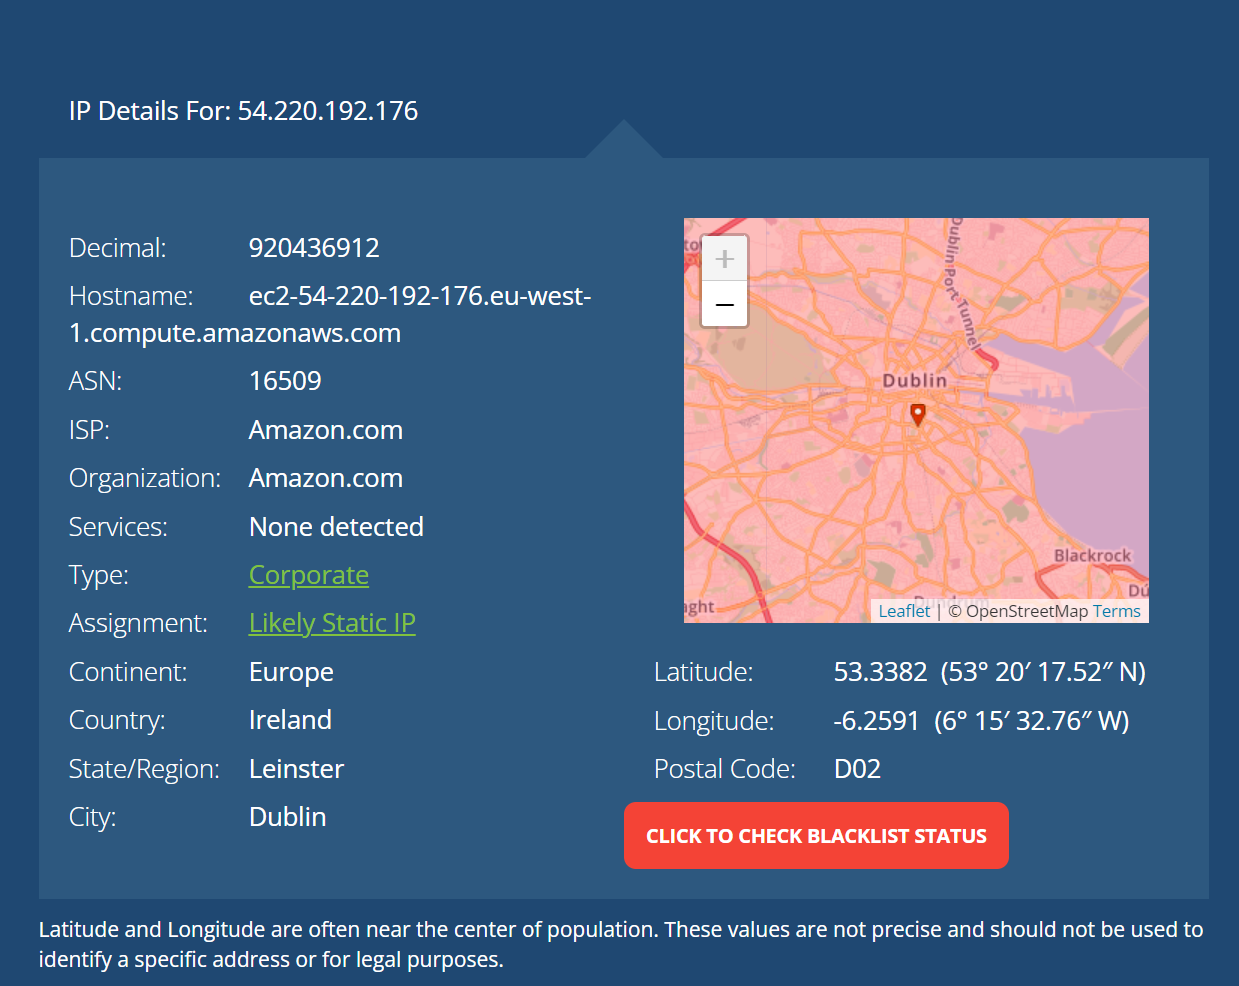 IP Details For: 54.220.192.176
Decimal: 920436912
Hostname: ec2-54-220-192-176.eu-west-
1.compute.amazonaws.com
ASN: 16509
ISP: Amazon.com
Organization: Amazon.com
Services: None detected
Type: Corporate
Assignment: Likely Static IP
Continent: Europe
Country: Ireland
State/Region: Leinster
City: Dublin
+
−
Dublin Port Tunnel
Dublin
Blackrock
Leaflet | © OpenStreetMap Terms
Latitude: 53.3382 (53° 20′ 17.52″ N)
Longitude: -6.2591 (6° 15′ 32.76″ W)
Postal Code: D02
CLICK TO CHECK BLACKLIST STATUS
Latitude and Longitude are often near the center of population. These values are not precise and should not be used to
identify a specific address or for legal purposes.